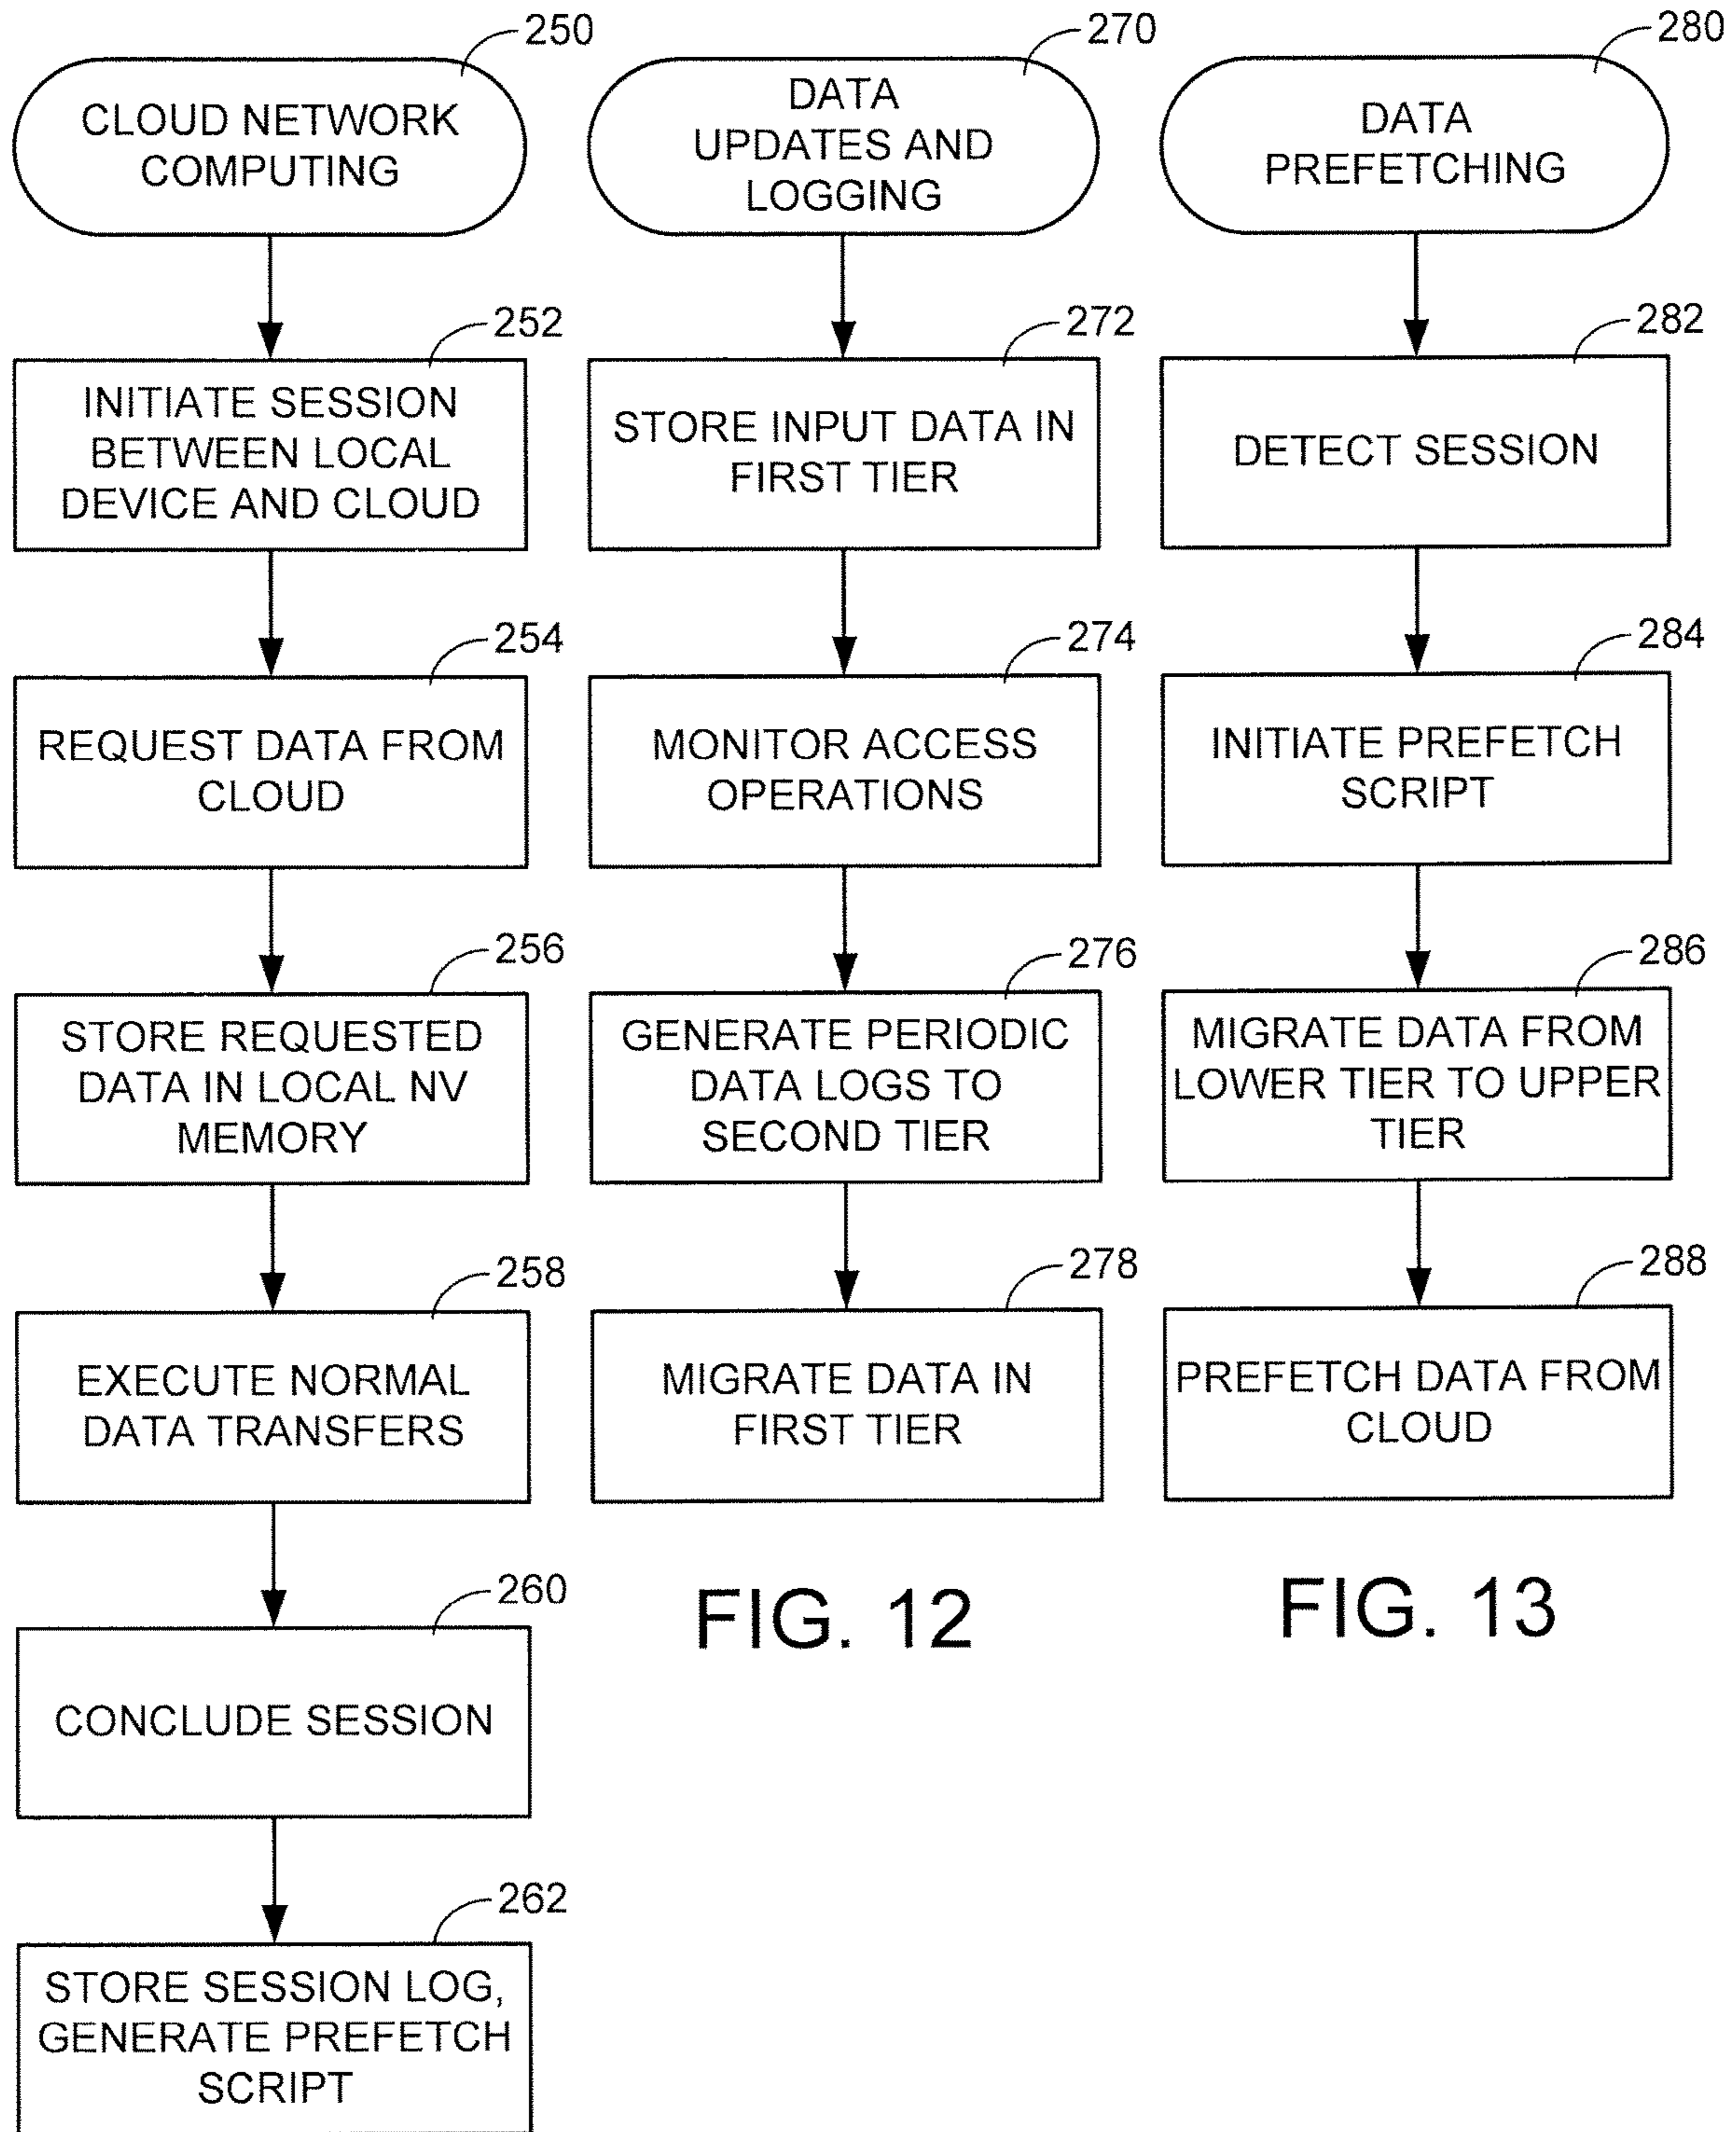 250
CLOUD NETWORK
COMPUTING
252
INITIATE SESSION
BETWEEN LOCAL
DEVICE AND CLOUD
254
REQUEST DATA FROM
CLOUD
256
STORE REQUESTED
DATA IN LOCAL NV
MEMORY
258
EXECUTE NORMAL
DATA TRANSFERS
260
CONCLUDE SESSION
262
STORE SESSION LOG,
GENERATE PREFETCH
SCRIPT
270
DATA
UPDATES AND
LOGGING
272
STORE INPUT DATA IN
FIRST TIER
274
MONITOR ACCESS
OPERATIONS
276
GENERATE PERIODIC
DATA LOGS TO
SECOND TIER
278
MIGRATE DATA IN
FIRST TIER
FIG. 12
280
DATA
PREFETCHING
282
DETECT SESSION
284
INITIATE PREFETCH
SCRIPT
286
MIGRATE DATA FROM
LOWER TIER TO UPPER
TIER
288
PREFETCH DATA FROM
CLOUD
FIG. 13